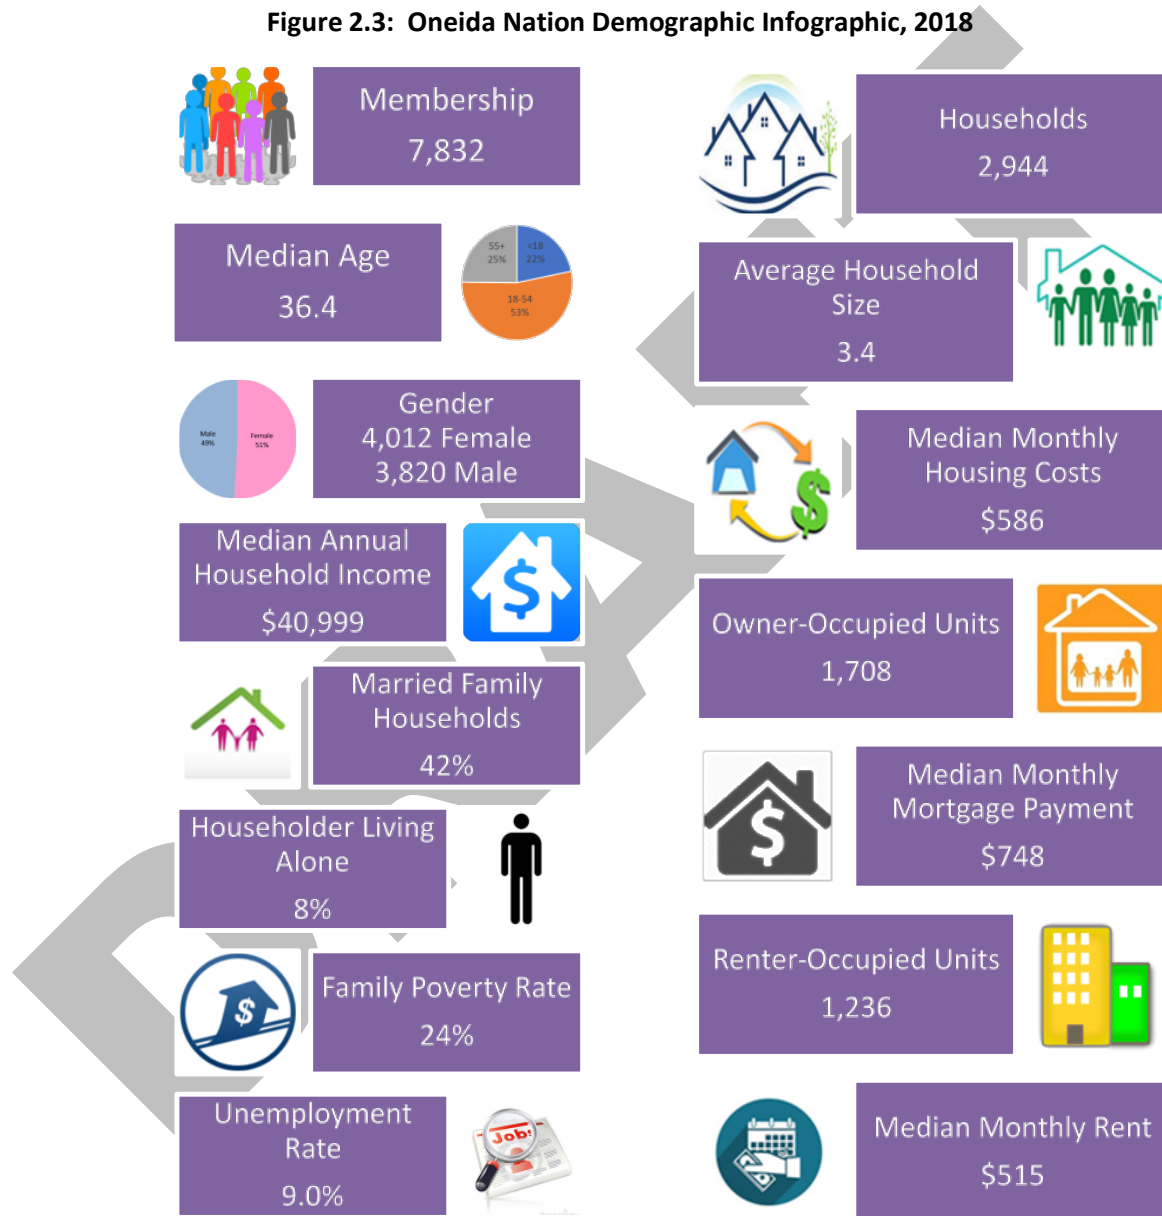 Figure 2.3: Oneida Nation Demographic Infographic, 2018
Membership
7,832
Median Age
36.4
55+
25%
<18
22%
18-54
53%
Male
49%
Female
51%
Gender
4,012 Female
3,820 Male
Median Annual
Household Income
$40,999
$
Married Family
Households
42%
Householder Living
Alone
8%
$
Family Poverty Rate
24%
Unemployment
Rate
9.0%
Job!
Households
2,944
Average Household
Size
3.4
$
Median Monthly
Housing Costs
$586
Owner-Occupied Units
1,708
$
Median Monthly
Mortgage Payment
$748
Renter-Occupied Units
1,236
Median Monthly Rent
$515